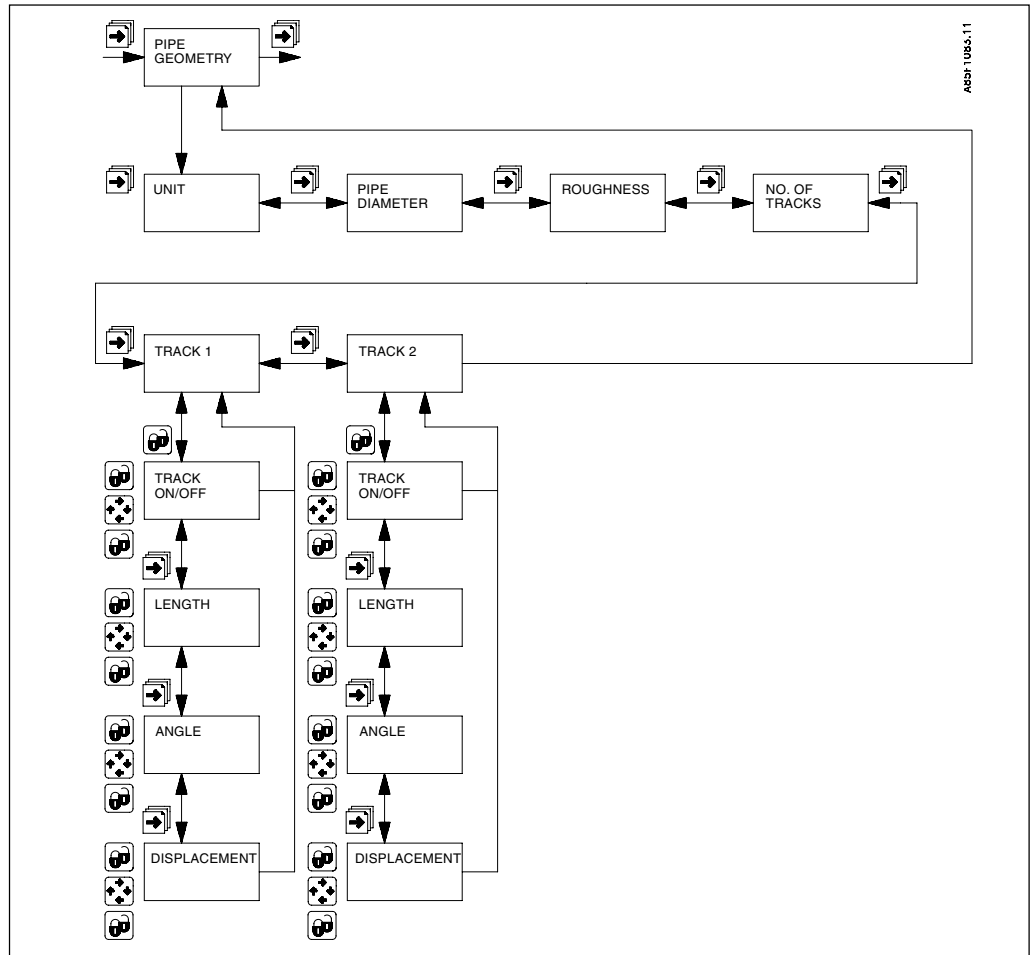 PIPE
GEOMETRY
UNIT
PIPE
DIAMETER
ROUGHNESS
NO. OF
TRACKS
TRACK 1
TRACK 2
TRACK
ON/OFF
TRACK
ON/OFF
LENGTH
LENGTH
ANGLE
ANGLE
DISPLACEMENT
DISPLACEMENT